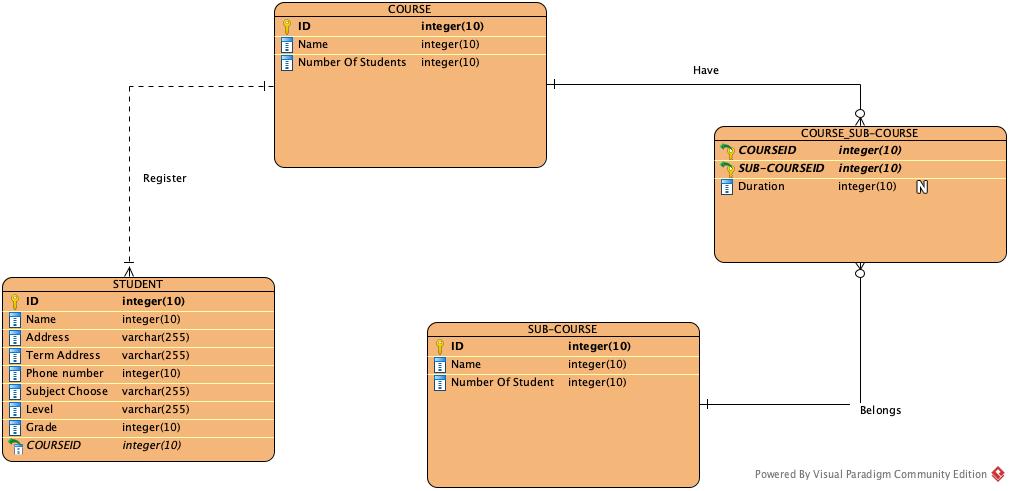 COURSE
ID integer(10)
Name integer(10)
Number Of Students integer(10)
Have
COURSE_SUB-COURSE
COURSEID integer(10)
SUB-COURSEID integer(10)
Duration integer(10) N
Register
STUDENT
ID integer(10)
Name integer(10)
Address varchar(255)
Term Address varchar(255)
Phone number integer(10)
Subject Choose varchar(255)
Level varchar(255)
Grade integer(10)
COURSEID integer(10)
SUB-COURSE
ID integer(10)
Name integer(10)
Number Of Student integer(10)
Belongs
Powered By Visual Paradigm Community Edition